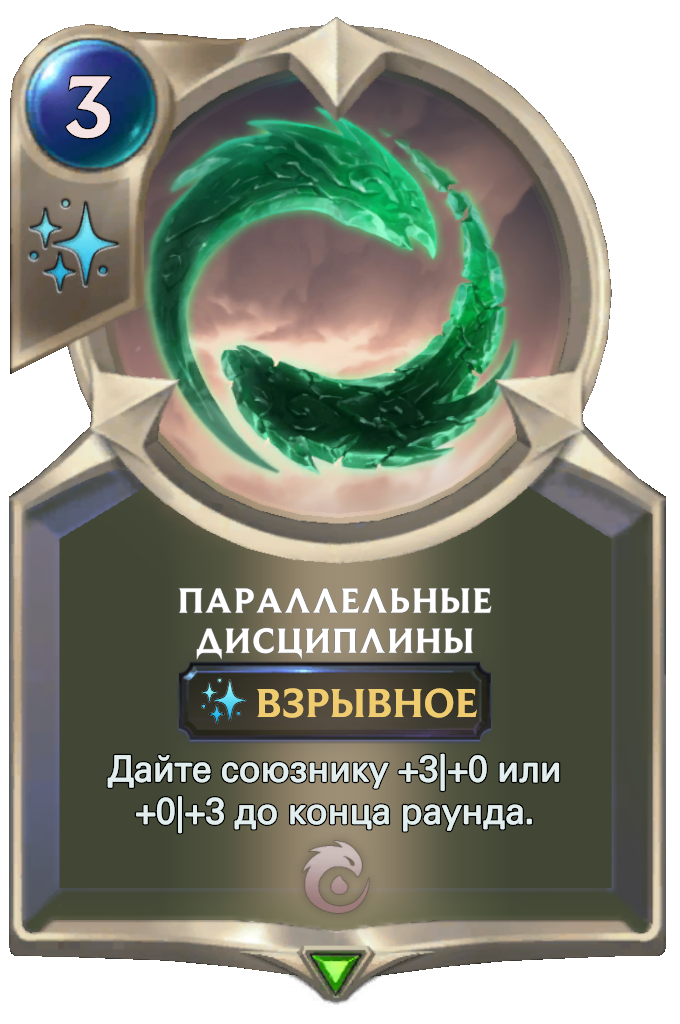 3
ПАРАЛЛЕЛЬНЫЕ
ДИСЦИПЛИНЫ
ВЗРЫВНОЕ
Дайте союзнику +3|+0 или
+0|+3 до конца раунда.